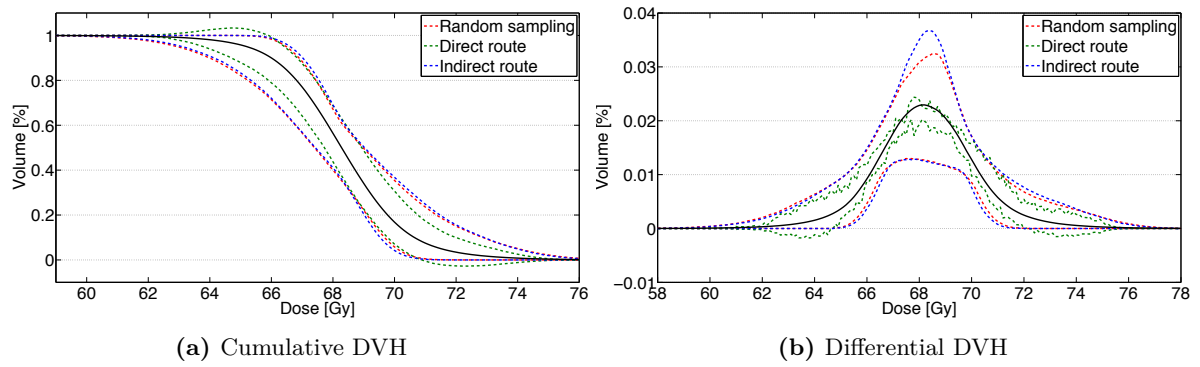 Random sampling
Direct route
Indirect route
Volume [%]
1
0.8
0.6
0.4
0.2
0
60 62 64 66 68 70 72 74 76
Dose [Gy]
(a) Cumulative DVH
Random sampling
Direct route
Indirect route
Volume [%]
0.04
0.03
0.02
0.01
0
−0.01
58 60 62 64 66 68 70 72 74 76 78
Dose [Gy]
(b) Differential DVH